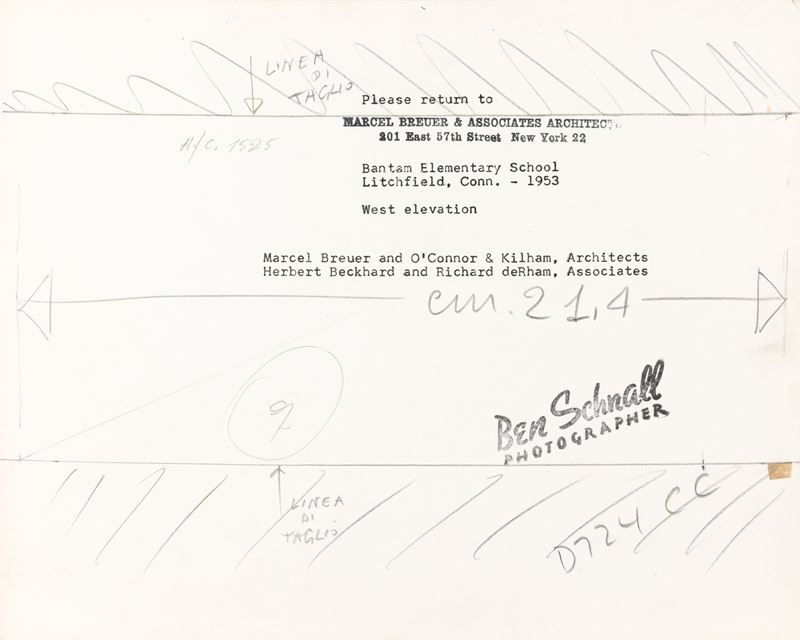 LINEA
DI
TAGLIO
Please return to
MARCEL BREUER & ASSOCIATES ARCHITECTS
201 East 57th Street New York 22
A/C. 1525
Bantam Elementary School
Litchfield, Conn. - 1953
West elevation
Marcel Breuer and O'Connor & Kilham, Architects
Herbert Beckhard and Richard deRham, Associates
cm. 21,4
9
Ben Schnall
PHOTOGRAPHER
LINEA
DI
TAGLIO
D724 CC